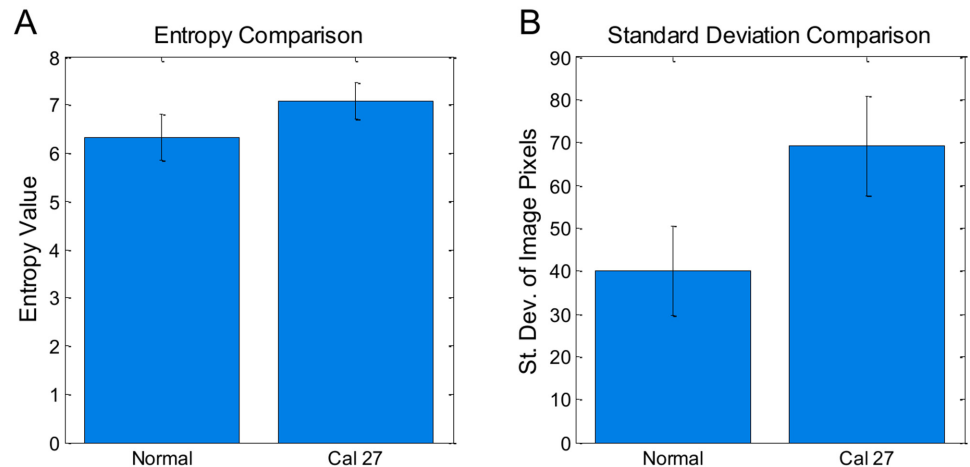 A
Entropy Comparison
Entropy Value
8
7
6
5
4
3
2
1
0
Normal
Cal 27
B
Standard Deviation Comparison
St. Dev. of Image Pixels
90
80
70
60
50
40
30
20
10
0
Normal
Cal 27